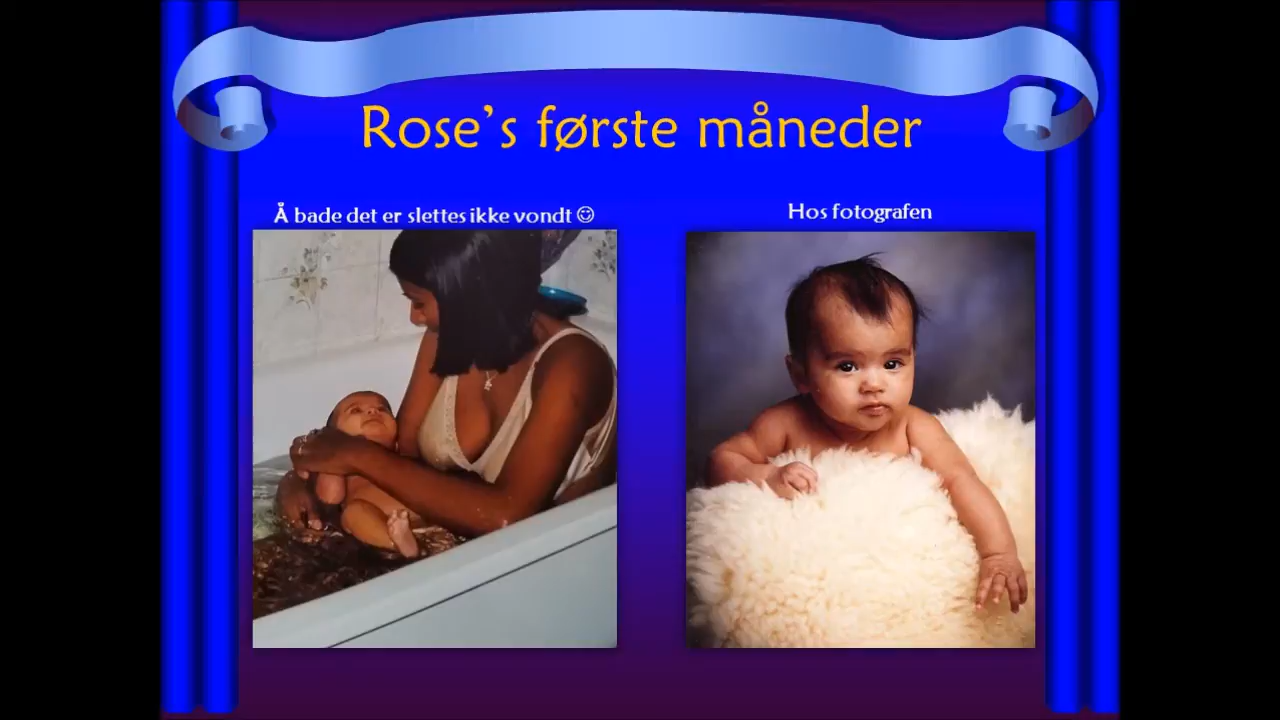 Rose’s første måneder
Å bade det er slettes ikke vondt ☺
Hos fotografen